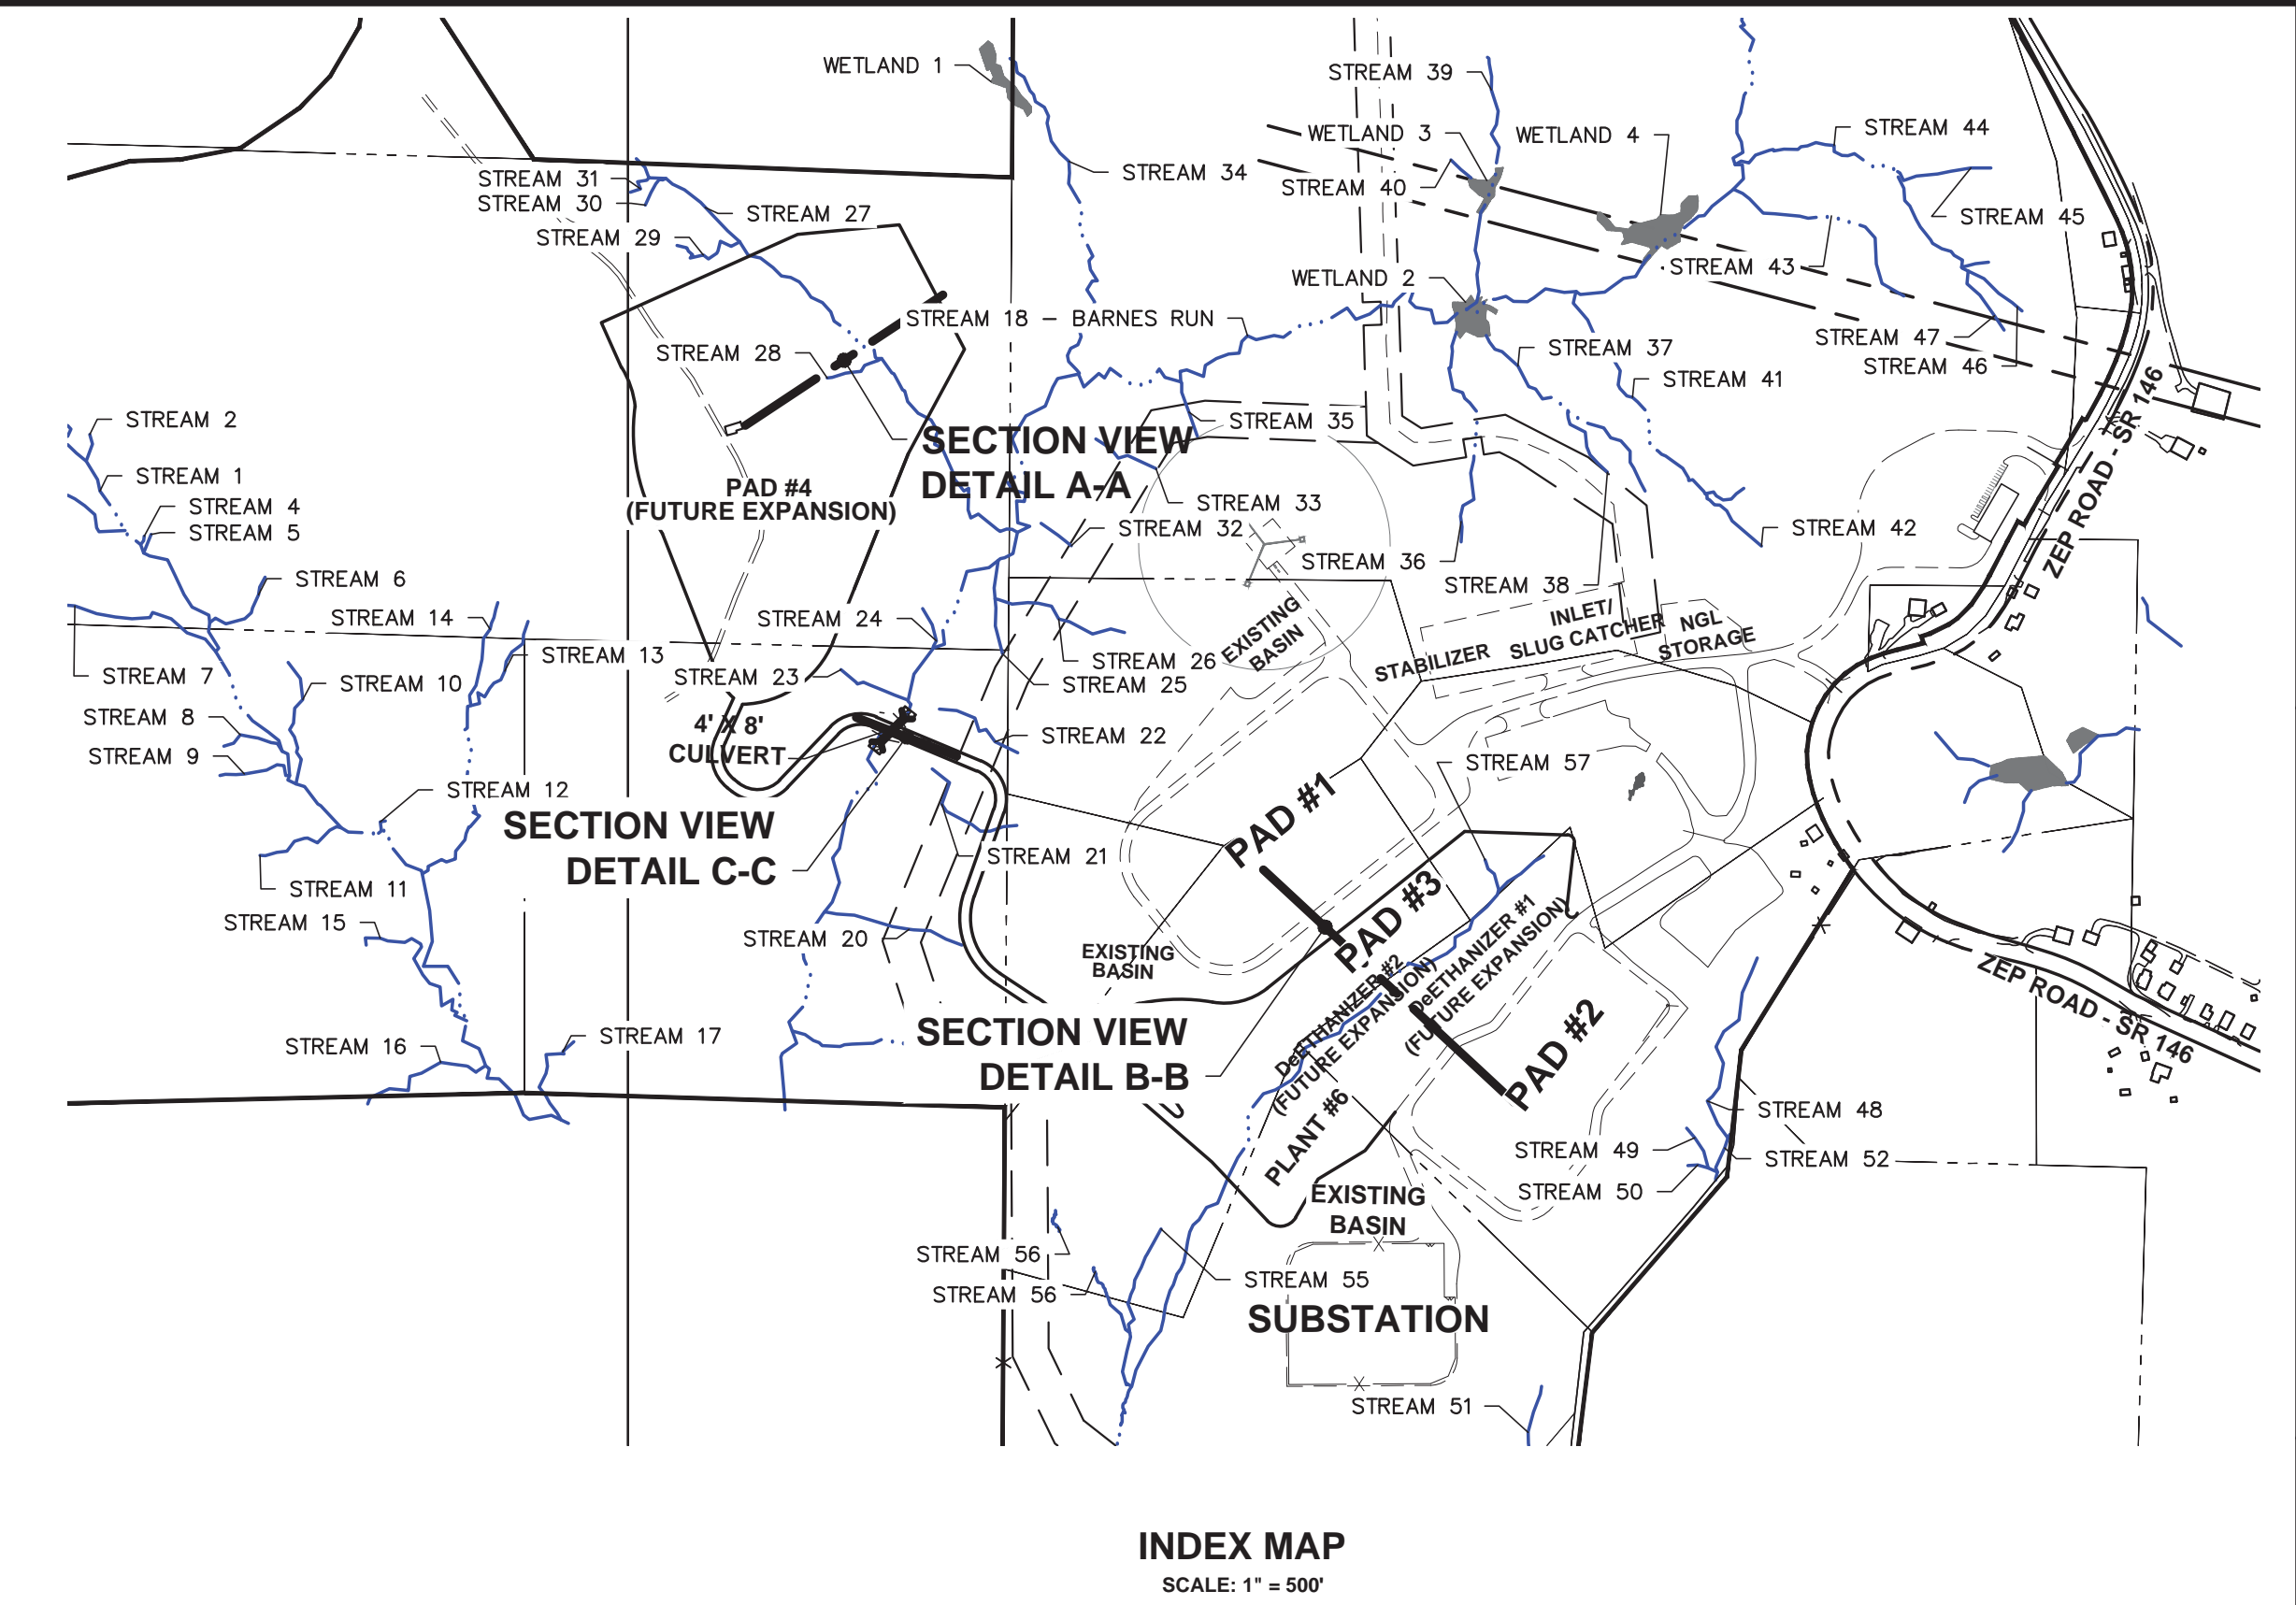 WETLAND 1
STREAM 39
WETLAND 3
WETLAND 4
STREAM 44
STREAM 34
STREAM 31
STREAM 40
STREAM 30
STREAM 27
STREAM 45
STREAM 29
STREAM 43
WETLAND 2
STREAM 18 – BARNES RUN
STREAM 47
STREAM 28
STREAM 37
STREAM 46
STREAM 41
STREAM 2
STREAM 35
SECTION VIEW
DETAIL A-A
ZEP ROAD - SR 146
STREAM 1
PAD #4
(FUTURE EXPANSION)
STREAM 33
STREAM 4
STREAM 32
STREAM 42
STREAM 5
STREAM 36
STREAM 6
STREAM 38
STREAM 14
STREAM 24
EXISTING
BASIN
INLET/
SLUG CATCHER
NGL
STORAGE
STABILIZER
STREAM 13
STREAM 26
STREAM 7
STREAM 23
STREAM 10
STREAM 25
STREAM 8
4' X 8'
CULVERT
STREAM 22
STREAM 9
STREAM 57
STREAM 12
SECTION VIEW
DETAIL C-C
PAD #1
STREAM 21
STREAM 11
STREAM 15
STREAM 20
PAD #3
EXISTING
BASIN
DeETHANIZER #1
(FUTURE EXPANSION)
DeETHANIZER #2
(FUTURE EXPANSION)
ZEP ROAD - SR 146
SECTION VIEW
DETAIL B-B
PAD #2
STREAM 16
STREAM 17
PLANT #6
STREAM 48
STREAM 49
STREAM 52
STREAM 50
EXISTING
BASIN
STREAM 56
STREAM 55
STREAM 56
SUBSTATION
STREAM 51
INDEX MAP
SCALE: 1" = 500'